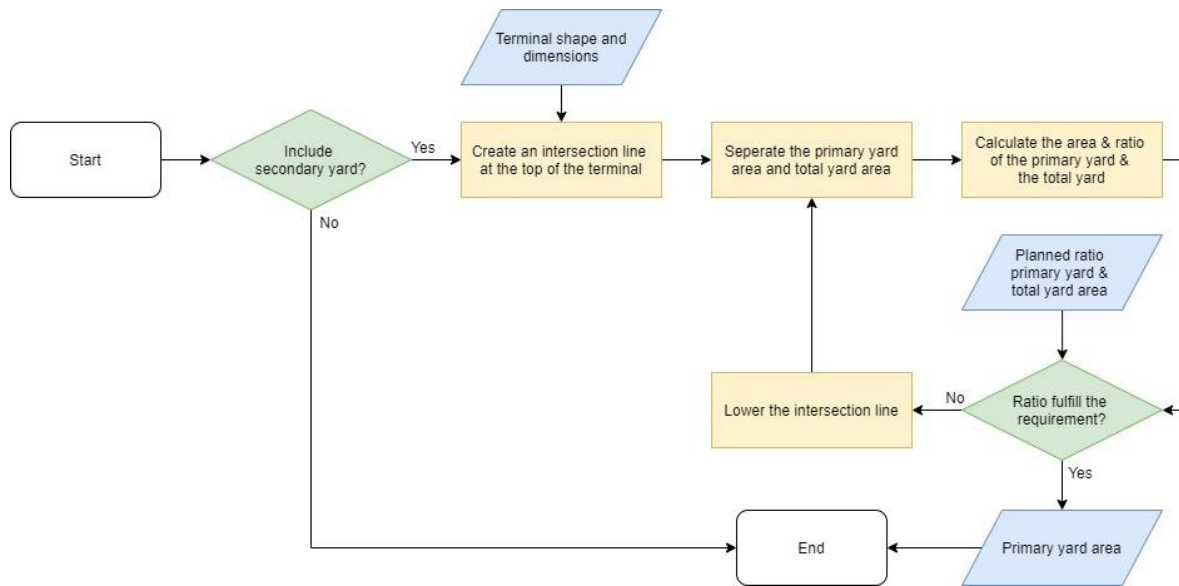 Terminal shape and
dimensions
Start
Include
secondary yard?
Yes
Create an intersection line
at the top of the terminal
Seperate the primary yard
area and total yard area
Calculate the area & ratio
of the primary yard &
the total yard
No
Planned ratio
primary yard &
total yard area
Lower the intersection line
No
Ratio fulfill the
requirement?
Yes
End
Primary yard area